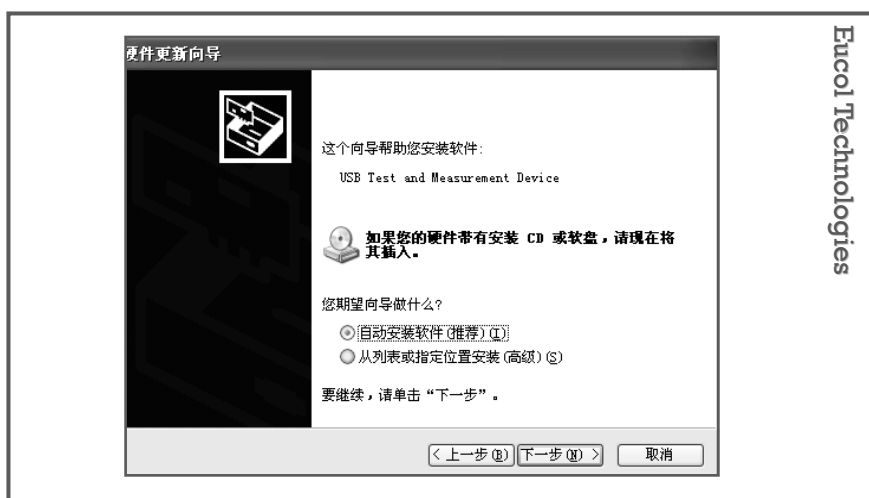 硬件更新向导
这个向导帮助您安装软件:
USB Test and Measurement Device
如果您的硬件带有安装 CD 或软盘，请现在将
其插入。
您期望向导做什么?
自动安装软件(推荐)(I)
从列表或指定位置安装(高级)(S)
要继续，请单击“下一步”。
< 上一步(B)
下一步(N) >
取消
Eucol Technologies